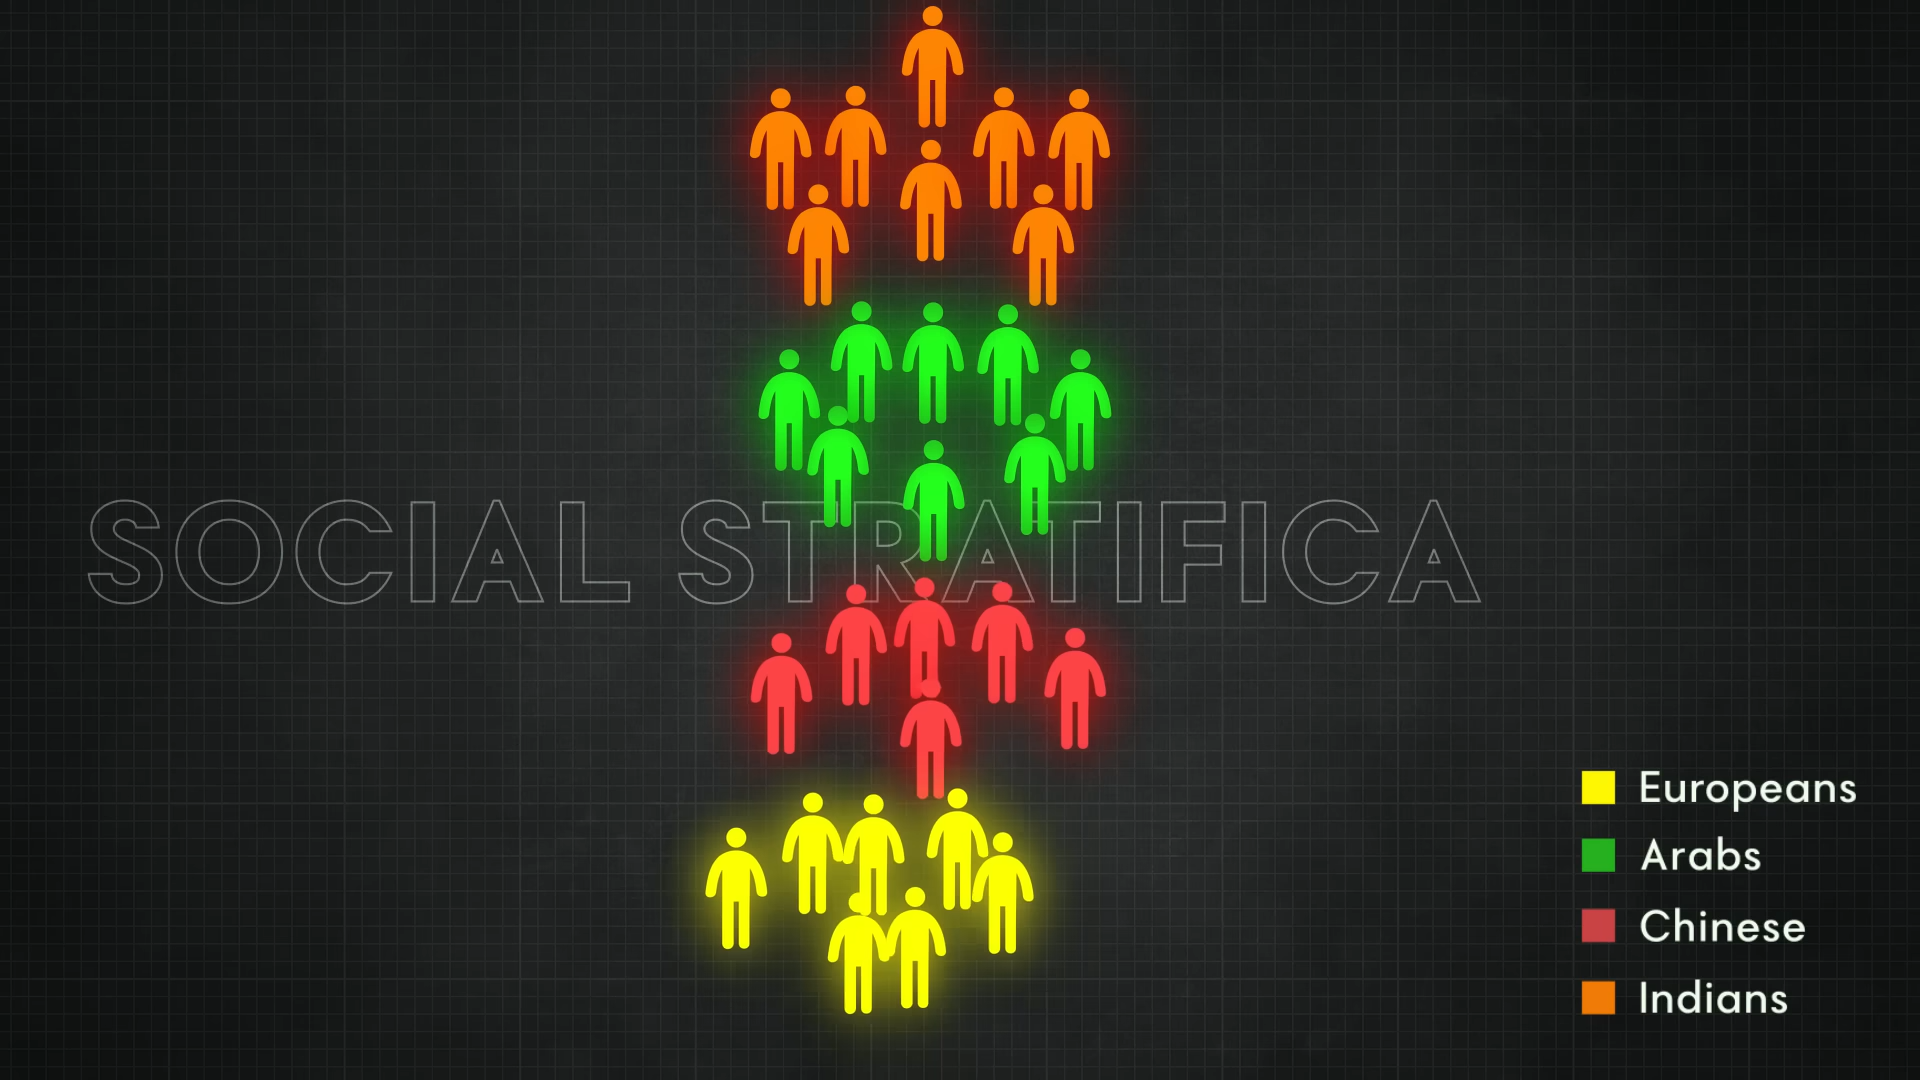 SOCIAL STRATIFICA
Europeans
Arabs
Chinese
Indians